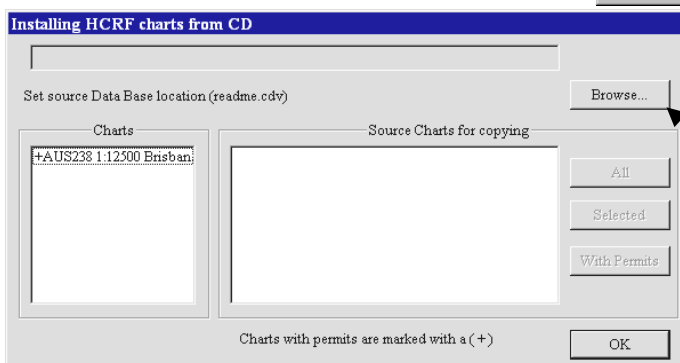 Installing HCRF charts from CD
Set source Data Base location (readme.cdv)
Browse...
Charts
Source Charts for copying
+AUS238 1:12500 Brisban
All
Selected
With Permits
Charts with permits are marked with a (+)
OK